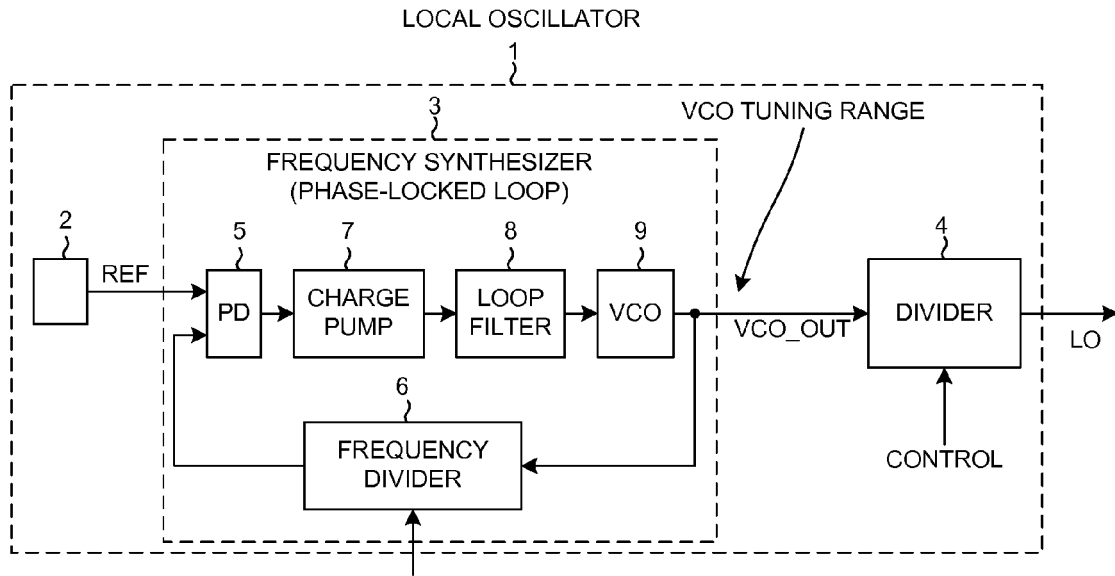 LOCAL OSCILLATOR
1
3
VCO TUNING RANGE
FREQUENCY SYNTHESIZER
(PHASE-LOCKED LOOP)
2
REF
5
PD
7
CHARGE
PUMP
8
LOOP
FILTER
9
VCO
VCO_OUT
4
DIVIDER
LO
6
FREQUENCY
DIVIDER
CONTROL